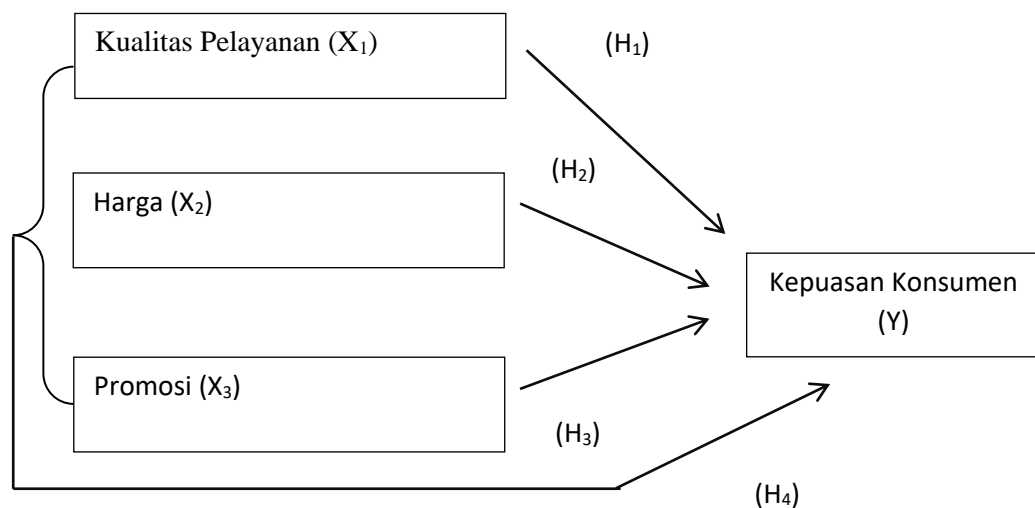 Kualitas Pelayanan (X₁)
(H₁)
(H₂)
Harga (X₂)
Kepuasan Konsumen
(Y)
Promosi (X₃)
(H₃)
(H₄)